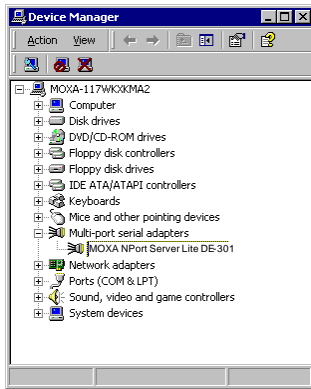 Device Manager
Action View
MOXA-117WKXKMA2
Computer
Disk drives
DVD/CD-ROM drives
Floppy disk controllers
Floppy disk drives
IDE ATA/ATAPI controllers
Keyboards
Mice and other pointing devices
Multi-port serial adapters
MOXA NPort Server Lite DE-301
Network adapters
Ports (COM & LPT)
Sound, video and game controllers
System devices